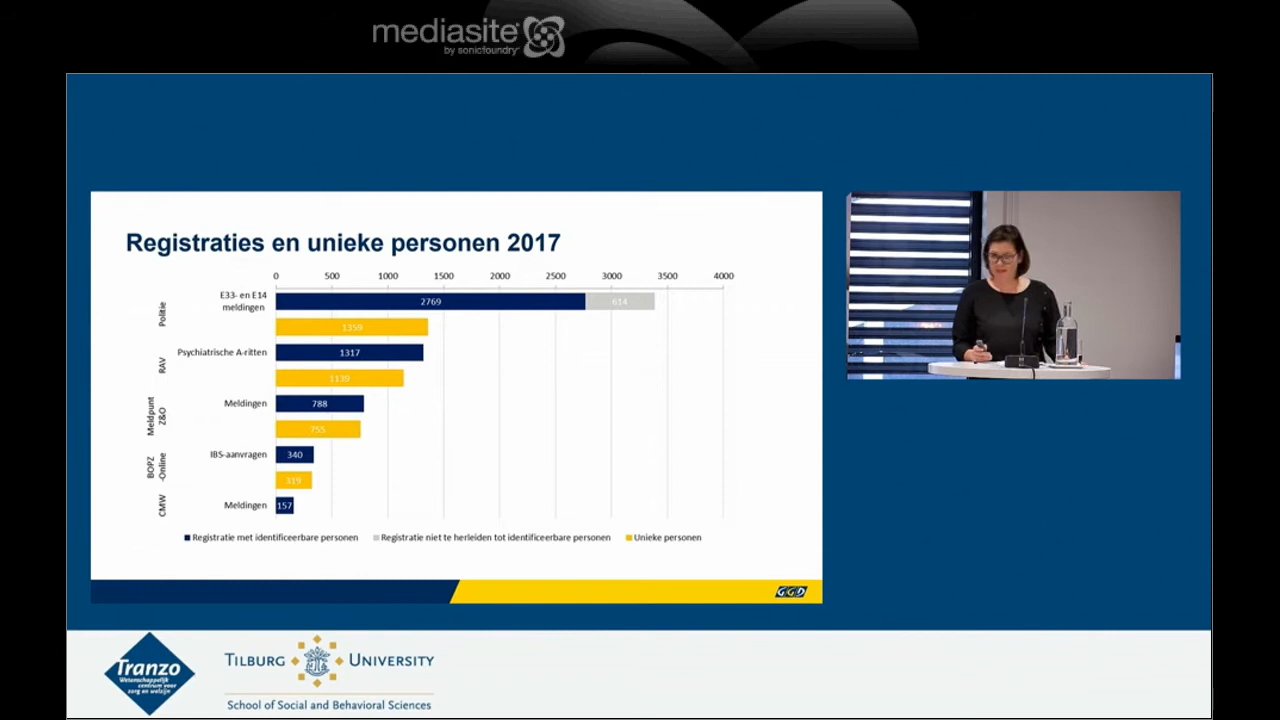 mediasite
by sonicfoundry
Registraties en unieke personen 2017
0 500 1000 1500 2000 2500 3000 3500 4000
Politie
E33- en E14
meldingen
2769 614
1359
RAV
Psychiatrische A-ritten
1317
1139
Meldpunt
Z&O
Meldingen
788
755
BOPZ
-Online
IBS-aanvragen
340
319
CMW
Meldingen
157
Registratie met identificeerbare personen Registratie niet te herleiden tot identificeerbare personen Unieke personen
GGD
Tranzo
Wetenschappelijk
centrum voor
zorg en welzijn
TILBURG UNIVERSITY
School of Social and Behavioral Sciences